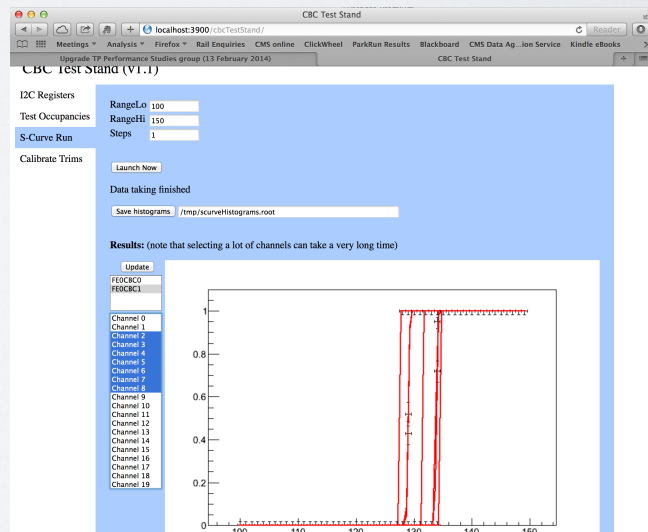 CBC Test Stand
localhost:3900/cbcTestStand/
Reader
Meetings Analysis Firefox Rail Enquiries CMS online ClickWheel ParkRun Results Blackboard CMS Data Ag...ion Service Kindle eBooks
Upgrade TP Performance Studies group (13 February 2014) CBC Test Stand
CBC Test Stand (v1.1)
I2C Registers
Test Occupancies
S-Curve Run
Calibrate Trims
RangeLo 100
RangeHi 150
Steps 1
Launch Now
Data taking finished
Save histograms /tmp/scurveHistograms.root
Results: (note that selecting a lot of channels can take a very long time)
Update
FE0CBC0
FE0CBC1
Channel 0
Channel 1
Channel 2
Channel 3
Channel 4
Channel 5
Channel 6
Channel 7
Channel 8
Channel 9
Channel 10
Channel 11
Channel 12
Channel 13
Channel 14
Channel 15
Channel 16
Channel 17
Channel 18
Channel 19
1
0.8
0.6
0.4
0.2
0
100 110 120 130 140 150